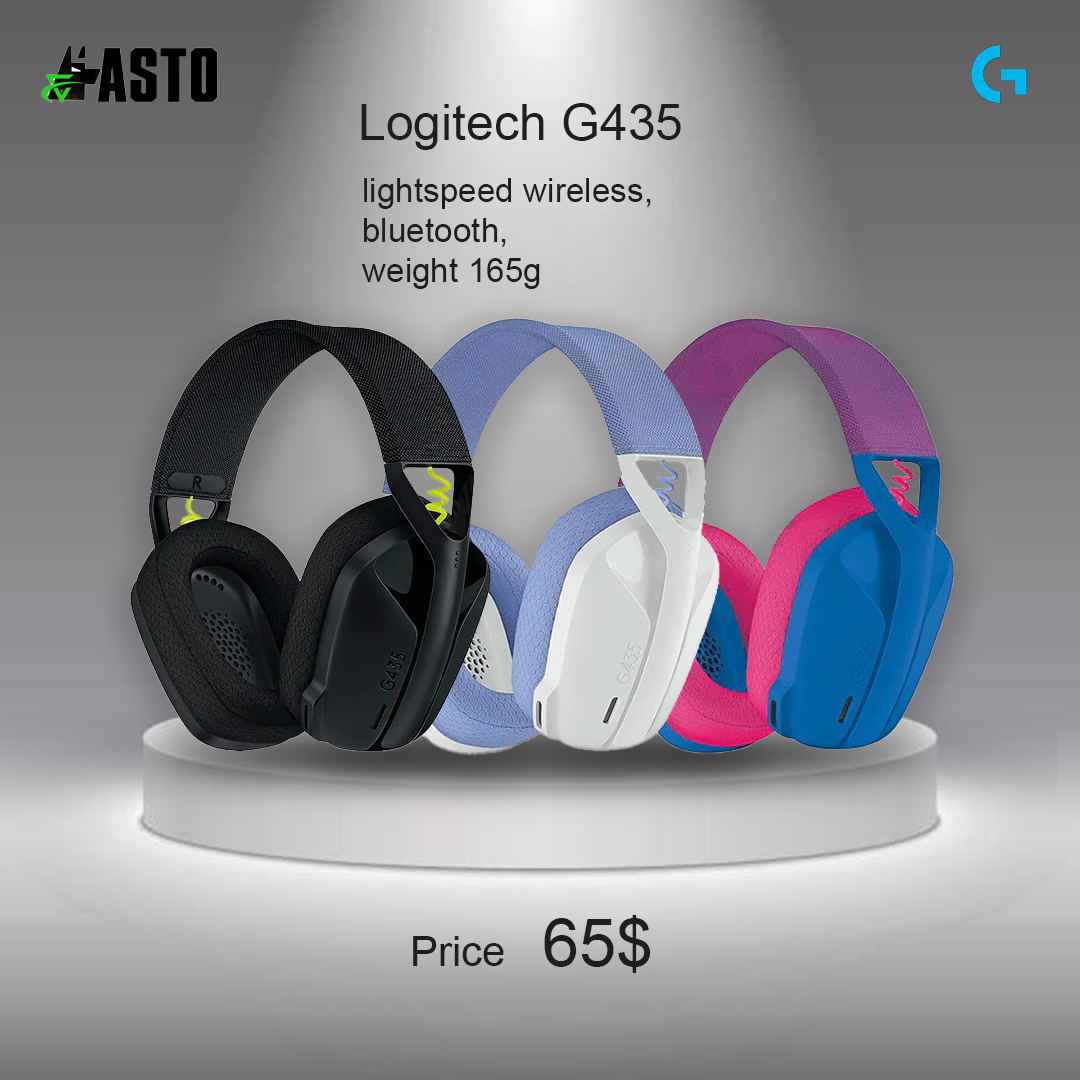 ASTO
Logitech G435
lightspeed wireless,
bluetooth,
weight 165g
R
G435
G435
G435
Price 65$